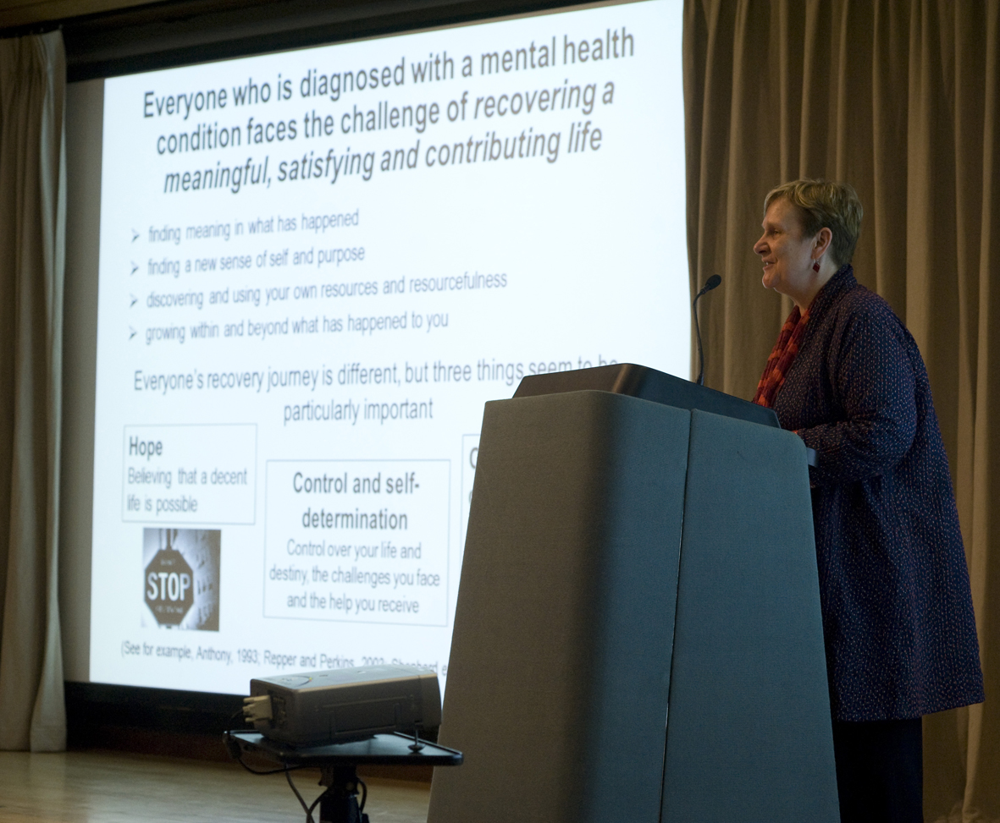 Everyone who is diagnosed with a mental health
condition faces the challenge of recovering a
meaningful, satisfying and contributing life
➢ finding meaning in what has happened
➢ finding a new sense of self and purpose
➢ discovering and using your own resources and resourcefulness
➢ growing within and beyond what has happened to you
Everyone's recovery journey is different, but three things seem to be
particularly important
Hope
Believing that a decent
life is possible
Control and self-
determination
Control over your life and
destiny, the challenges you face
and the help you receive
STOP
(See for example, Anthony, 1993; Repper and Perkins, 2003; Shepherd e